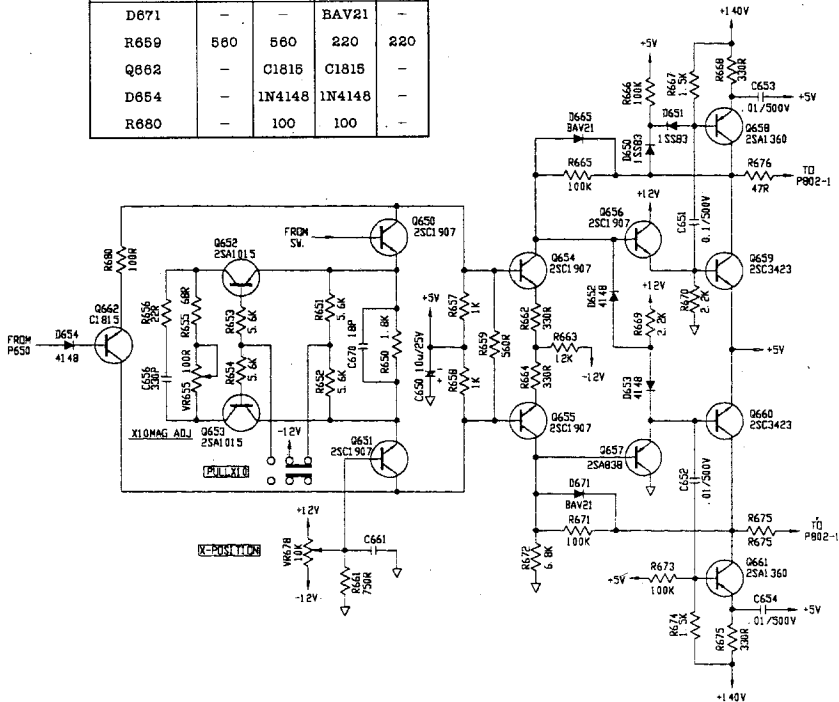 D671 - - BAV21 -
R659 560 560 220 220
Q662 - C1815 C1815 -
D654 - 1N4148 1N4148 -
R680 - 100 100 -
+140V
+5V
R666
100K
R667
1.5K
R668
330R
C653
.01/500V
+5V
D665
BAV21
D650
1SS83
D651
1SS83
Q658
2SA1360
R665
100K
R676
47R
TO
P802-1
FROM
SW.
Q650
2SC1907
+12V
Q656
2SC1907
C651
0.1/500V
R680
100R
Q652
2SA1015
Q654
2SC1907
Q659
2SC3423
Q662
C1815
R656
22R
R655
68R
R653
5.6K
R651
5.6K
C670
18P
R650
1.8K
+5V
R657
1K
R659
560R
R662
330R
D652
4148
+12V
R669
2.2K
R670
2.2K
FROM
P650
D654
4148
R663
12K
-12V
+5V
C656
330P
VR655
100R
R654
5.6K
R652
5.6K
C650
10u/25V
+
-
R658
1K
R664
330R
D653
4148
X10MAG ADJ
Q653
2SA1015
-12V
Q651
2SC1907
Q655
2SC1907
Q657
2SA838
Q660
2SC3423
PULLX10
C652
.01/500V
D671
BAV21
R671
100K
R675
R675
TO
P802-1
X-POSITION
+12V
VR678
10K
-12V
C661
R661
750R
R672
6.8K
+5V
R673
100K
Q661
2SA1360
R674
1.5K
R675
330R
C654
.01/500V
+5V
+140V